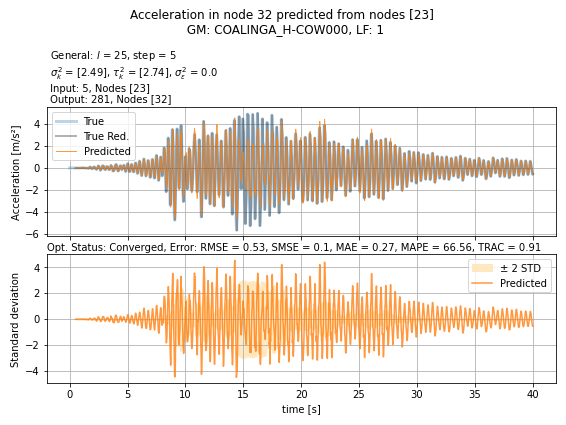 Acceleration in node 32 predicted from nodes [23]
GM: COALINGA_H-COW000, LF: 1
General: l = 25, step = 5
σ²ₖ = [2.49], τ²ₖ = [2.74], σ²ε = 0.0
Input: 5, Nodes [23]
Output: 281, Nodes [32]
True
True Red.
Predicted
Acceleration [m/s²]
4
2
0
−2
−4
−6
Opt. Status: Converged, Error: RMSE = 0.53, SMSE = 0.1, MAE = 0.27, MAPE = 66.56, TRAC = 0.91
± 2 STD
Predicted
Standard deviation
4
2
0
−2
−4
0 5 10 15 20 25 30 35 40
time [s]